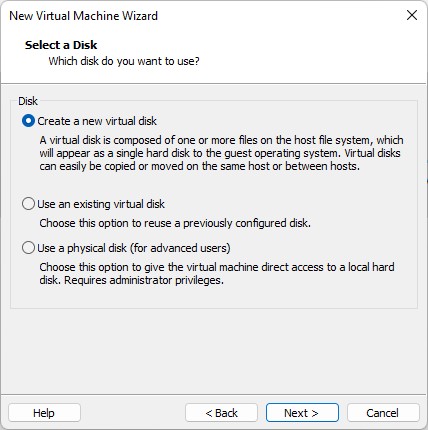 New Virtual Machine Wizard
Select a Disk
Which disk do you want to use?
Disk
Create a new virtual disk
A virtual disk is composed of one or more files on the host file system, which
will appear as a single hard disk to the guest operating system. Virtual disks
can easily be copied or moved on the same host or between hosts.
Use an existing virtual disk
Choose this option to reuse a previously configured disk.
Use a physical disk (for advanced users)
Choose this option to give the virtual machine direct access to a local hard
disk. Requires administrator privileges.
Help
< Back
Next >
Cancel